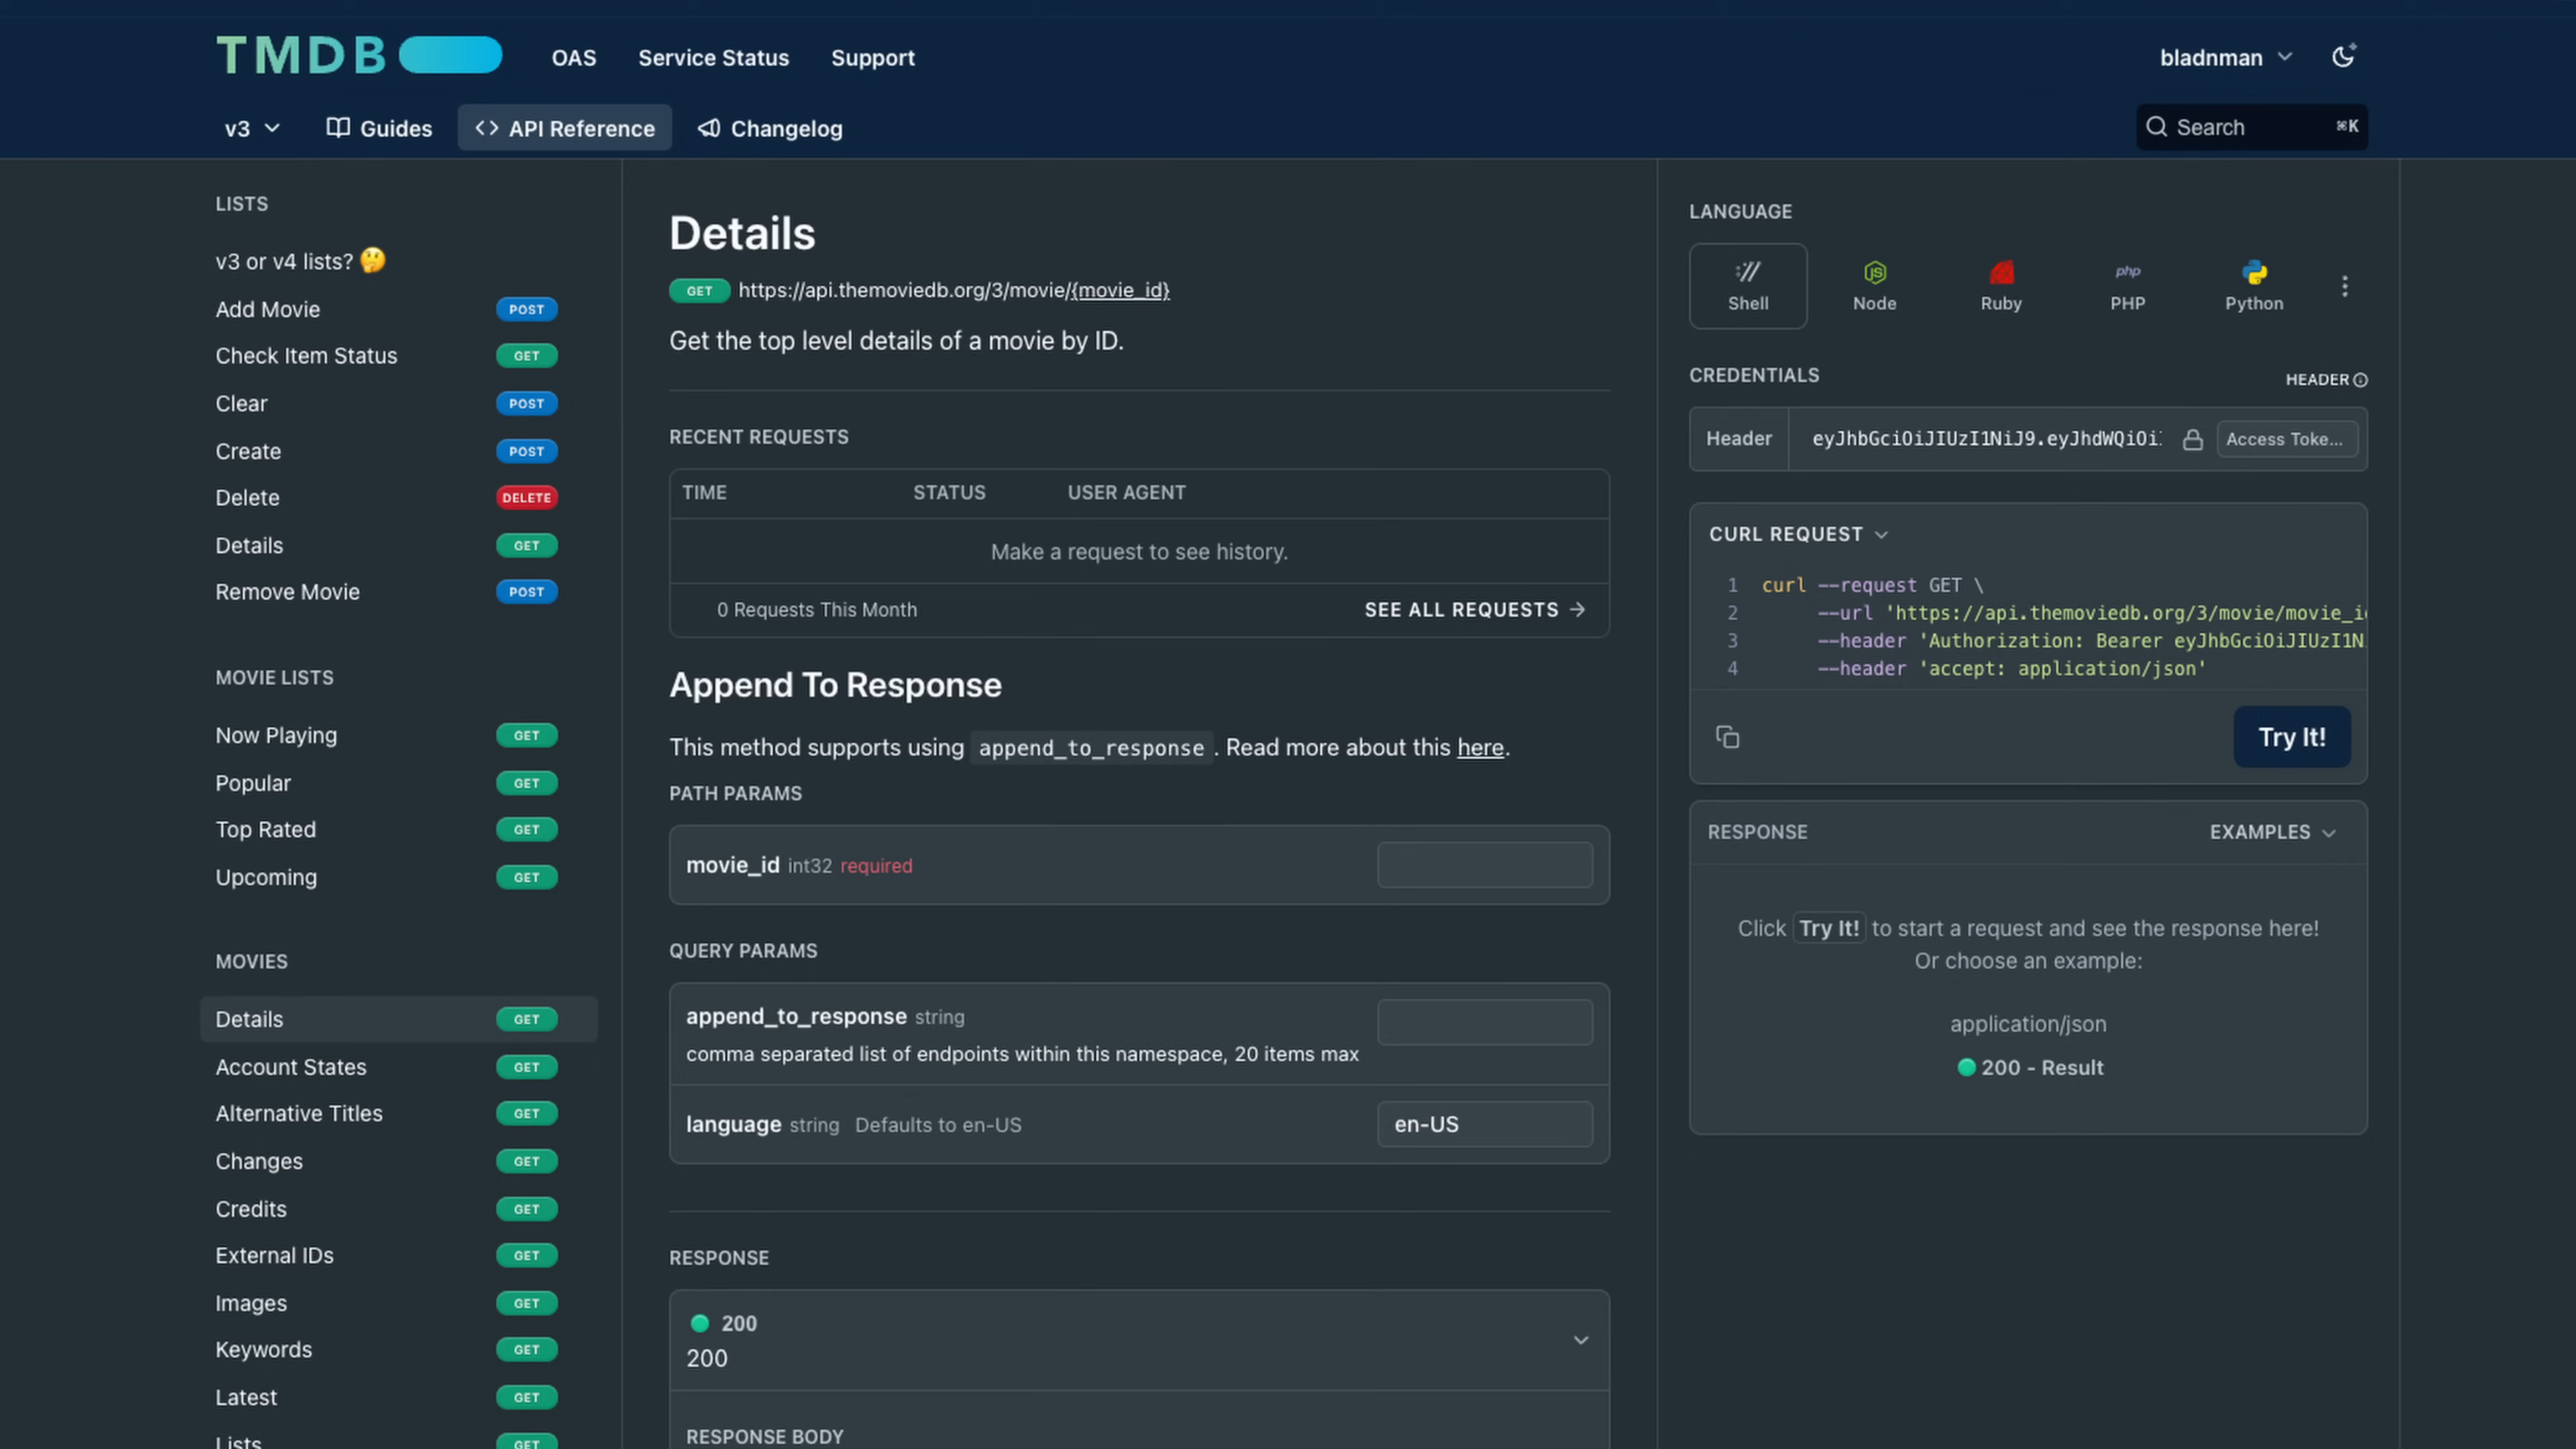 TMDB OAS Service Status Support bladnman
v3 Guides API Reference Changelog Search ⌘K
LISTS
v3 or v4 lists? 🤔
Add Movie POST
Check Item Status GET
Clear POST
Create POST
Delete DELETE
Details GET
Remove Movie POST
MOVIE LISTS
Now Playing GET
Popular GET
Top Rated GET
Upcoming GET
MOVIES
Details GET
Account States GET
Alternative Titles GET
Changes GET
Credits GET
External IDs GET
Images GET
Keywords GET
Latest GET
Lists GET
Details
GET https://api.themoviedb.org/3/movie/{movie_id}
Get the top level details of a movie by ID.
RECENT REQUESTS
TIME STATUS USER AGENT
Make a request to see history.
0 Requests This Month SEE ALL REQUESTS →
Append To Response
This method supports using append_to_response. Read more about this here.
PATH PARAMS
movie_id int32 required
QUERY PARAMS
append_to_response string
comma separated list of endpoints within this namespace, 20 items max
language string Defaults to en-US en-US
RESPONSE
200
200
RESPONSE BODY
LANGUAGE
Shell Node Ruby php PHP Python
CREDENTIALS HEADER
Header eyJhbGciOiJIUzI1NiJ9.eyJhdWQiOi Access Toke...
CURL REQUEST
1 curl --request GET \
2 --url 'https://api.themoviedb.org/3/movie/movie_i
3 --header 'Authorization: Bearer eyJhbGciOiJIUzI1N
4 --header 'accept: application/json'
Try It!
RESPONSE EXAMPLES
Click Try It! to start a request and see the response here!
Or choose an example:
application/json
200 - Result